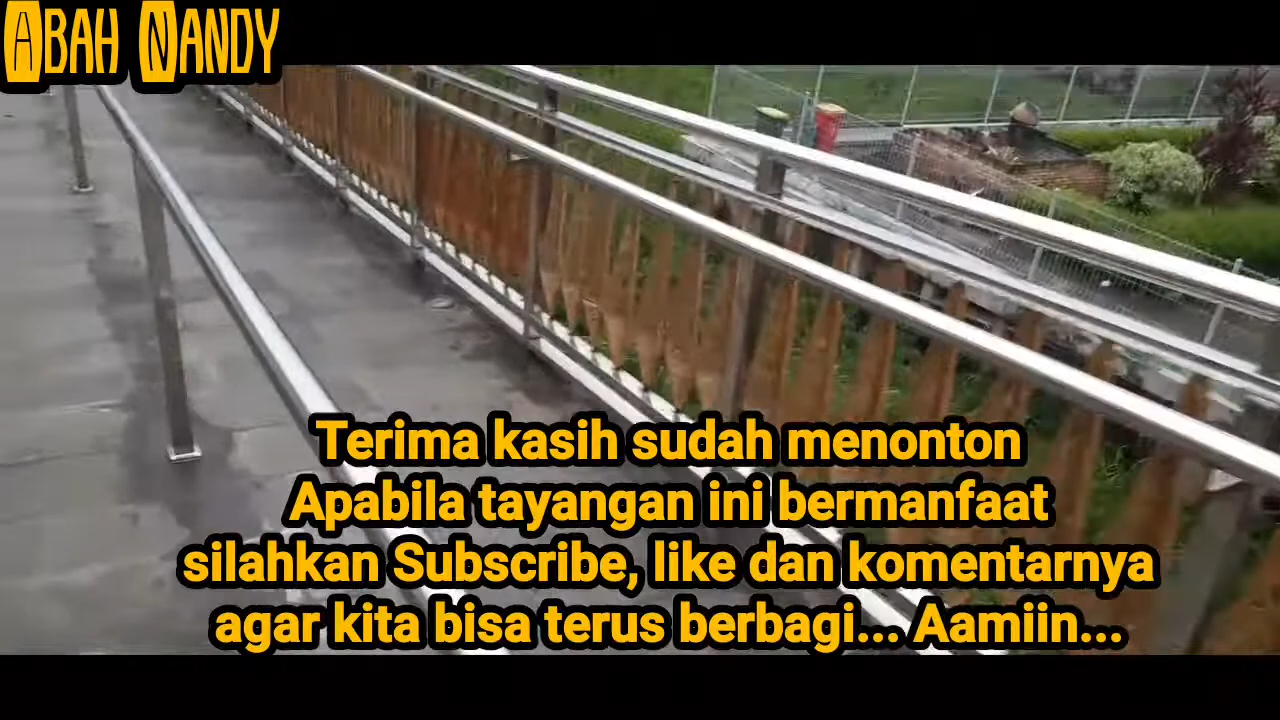 Abah Nandy
Terima kasih sudah menonton
Apabila tayangan ini bermanfaat
silahkan Subscribe, like dan komentarnya
agar kita bisa terus berbagi... Aamiin...